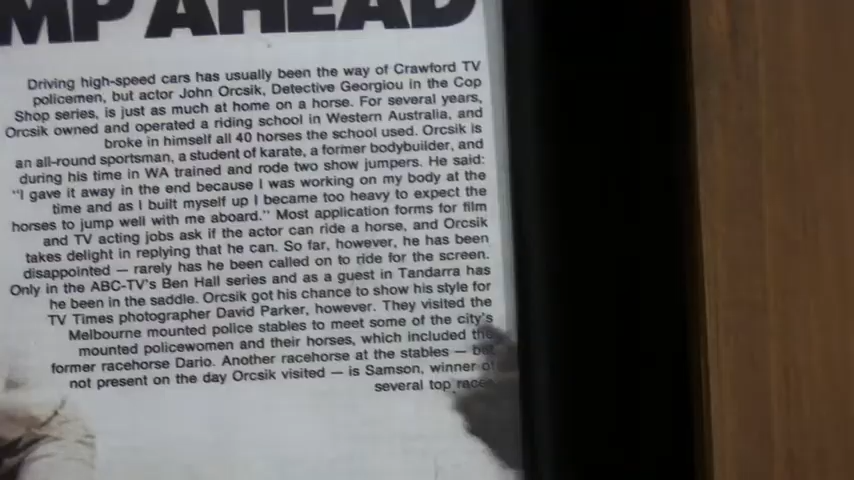 MP AHEAD
Driving high-speed cars has usually been the way of Crawford TV
policemen, but actor John Orcsik, Detective Georgiou in the Cop
Shop series, is just as much at home on a horse. For several years,
Orcsik owned and operated a riding school in Western Australia, and
broke in himself all 40 horses the school used. Orcsik is
an all-round sportsman, a student of karate, a former bodybuilder, and
during his time in WA trained and rode two show jumpers. He said:
"I gave it away in the end because I was working on my body at the
time and as I built myself up I became too heavy to expect the
horses to jump well with me aboard." Most application forms for film
and TV acting jobs ask if the actor can ride a horse, and Orcsik
takes delight in replying that he can. So far, however, he has been
disappointed — rarely has he been called on to ride for the screen.
Only in the ABC-TV's Ben Hall series and as a guest in Tandarra has
he been in the saddle. Orcsik got his chance to show his style for
TV Times photographer David Parker, however. They visited the
Melbourne mounted police stables to meet some of the city's
mounted policewomen and their horses, which included the
former racehorse Dario. Another racehorse at the stables — but
not present on the day Orcsik visited — is Samson, winner of
several top races